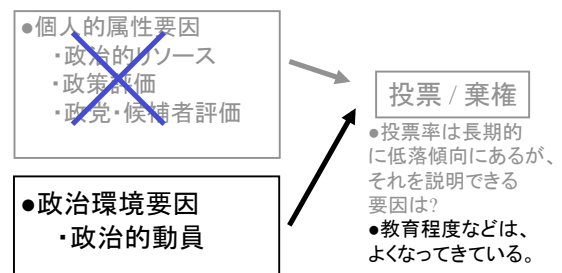 ●個人的属性要因
・政治的リソース
・政策評価
・政党・候補者評価
●政治環境要因
・政治的動員
投票 / 棄権
●投票率は長期的
に低落傾向にあるが、
それを説明できる
要因は?
●教育程度などは、
よくなってきている。